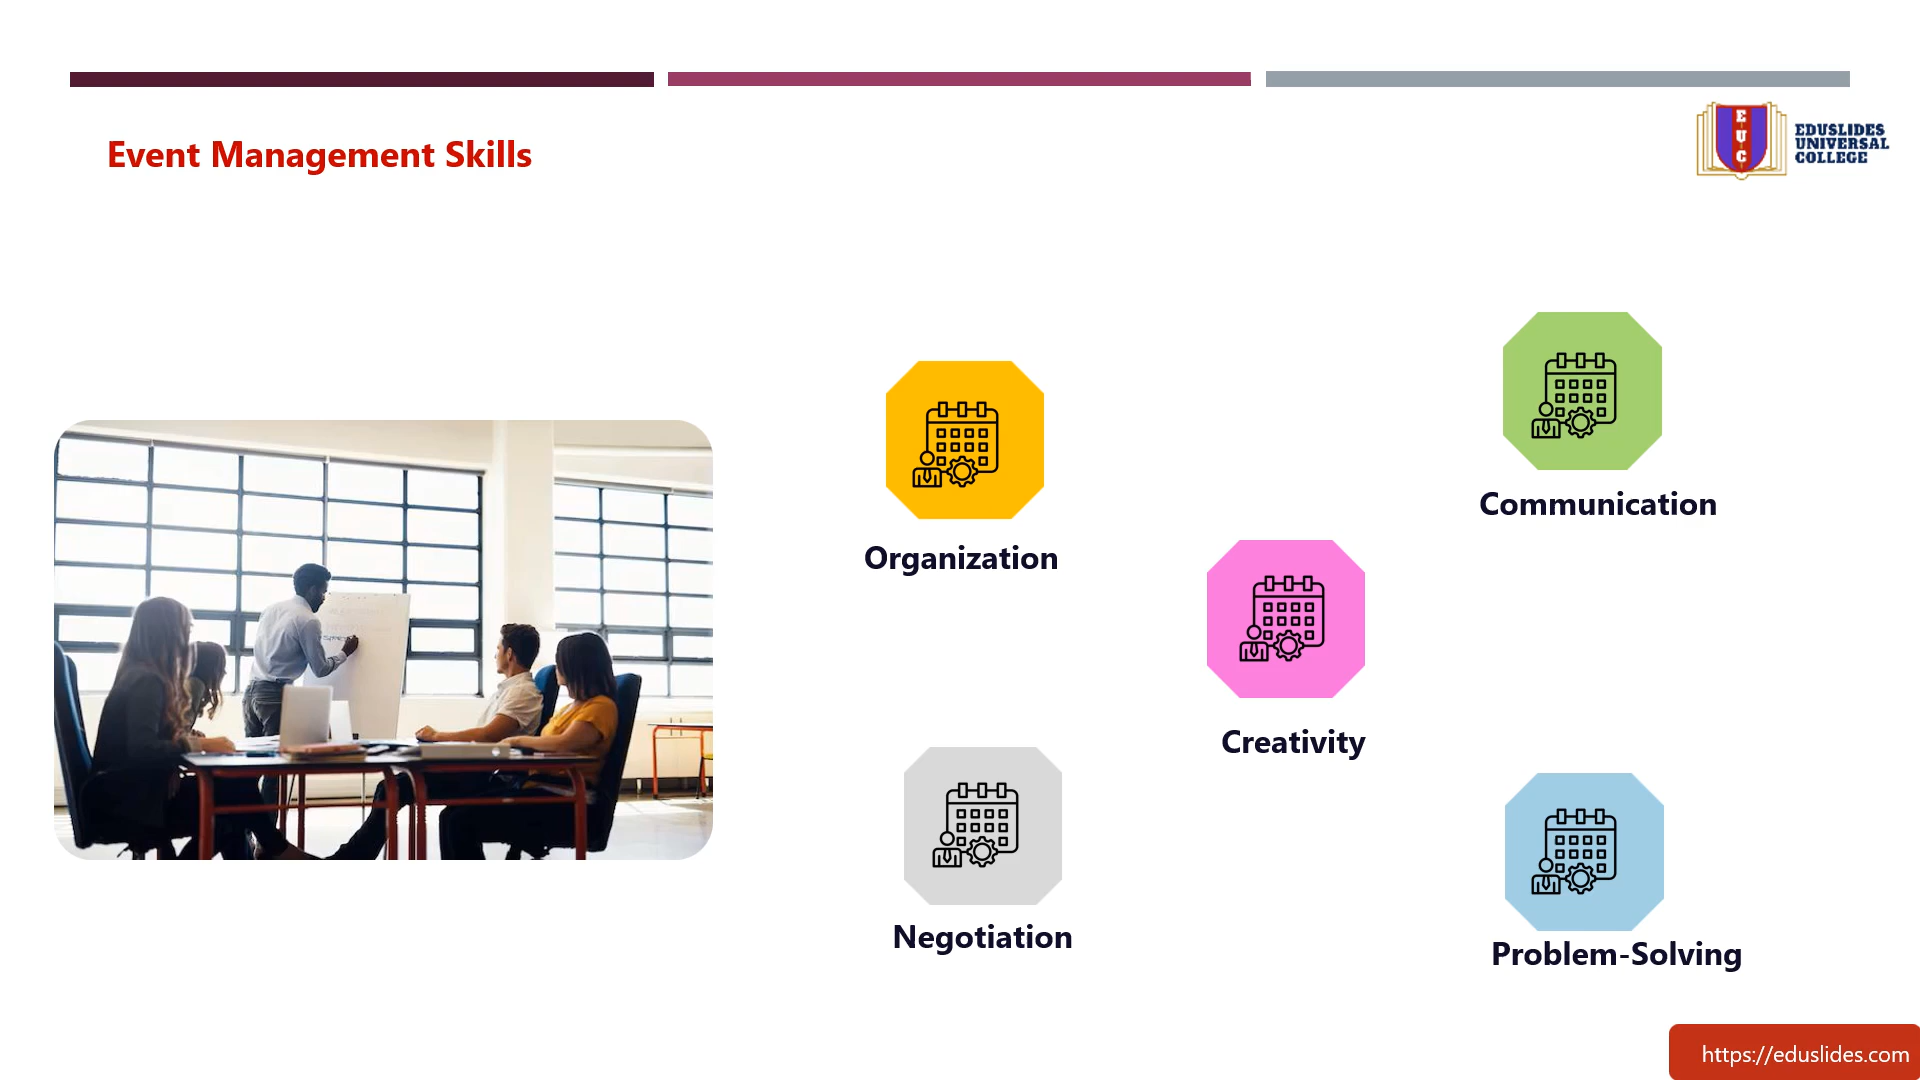 Event Management Skills
E
U
C
EDUSLIDES
UNIVERSAL
COLLEGE
Organization
Communication
Creativity
Negotiation
Problem-Solving
https://eduslides.com